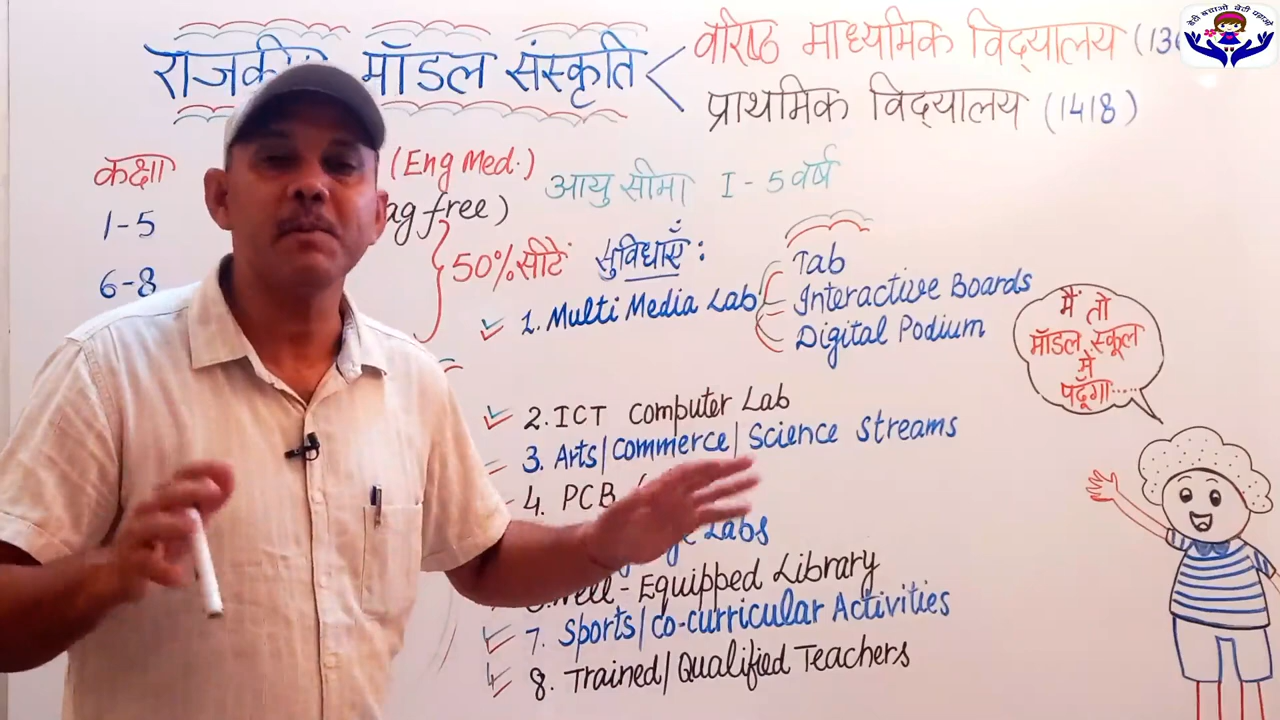 बेटी बचाओ बेटी पढ़ाओ
राजकीय मॉडल संस्कृति
वरिष्ठ माध्यमिक विद्यालय
प्राथमिक विद्यालय (1418)
कक्षा (Eng Med.)
आयु सीमा I - 5 वर्ष
1-5 free)
6-8
50% सीटें
सुविधाएँ:
1. Multi Media Lab
Tab
Interactive Boards
Digital Podium
2. ICT Computer Lab
3. Arts/Commerce/Science Streams
4. PCB
Labs
Well-Equipped Library
7. Sports/Co-curricular Activities
8. Trained/Qualified Teachers
मैं तो
मॉडल स्कूल
में
पढूँगा......